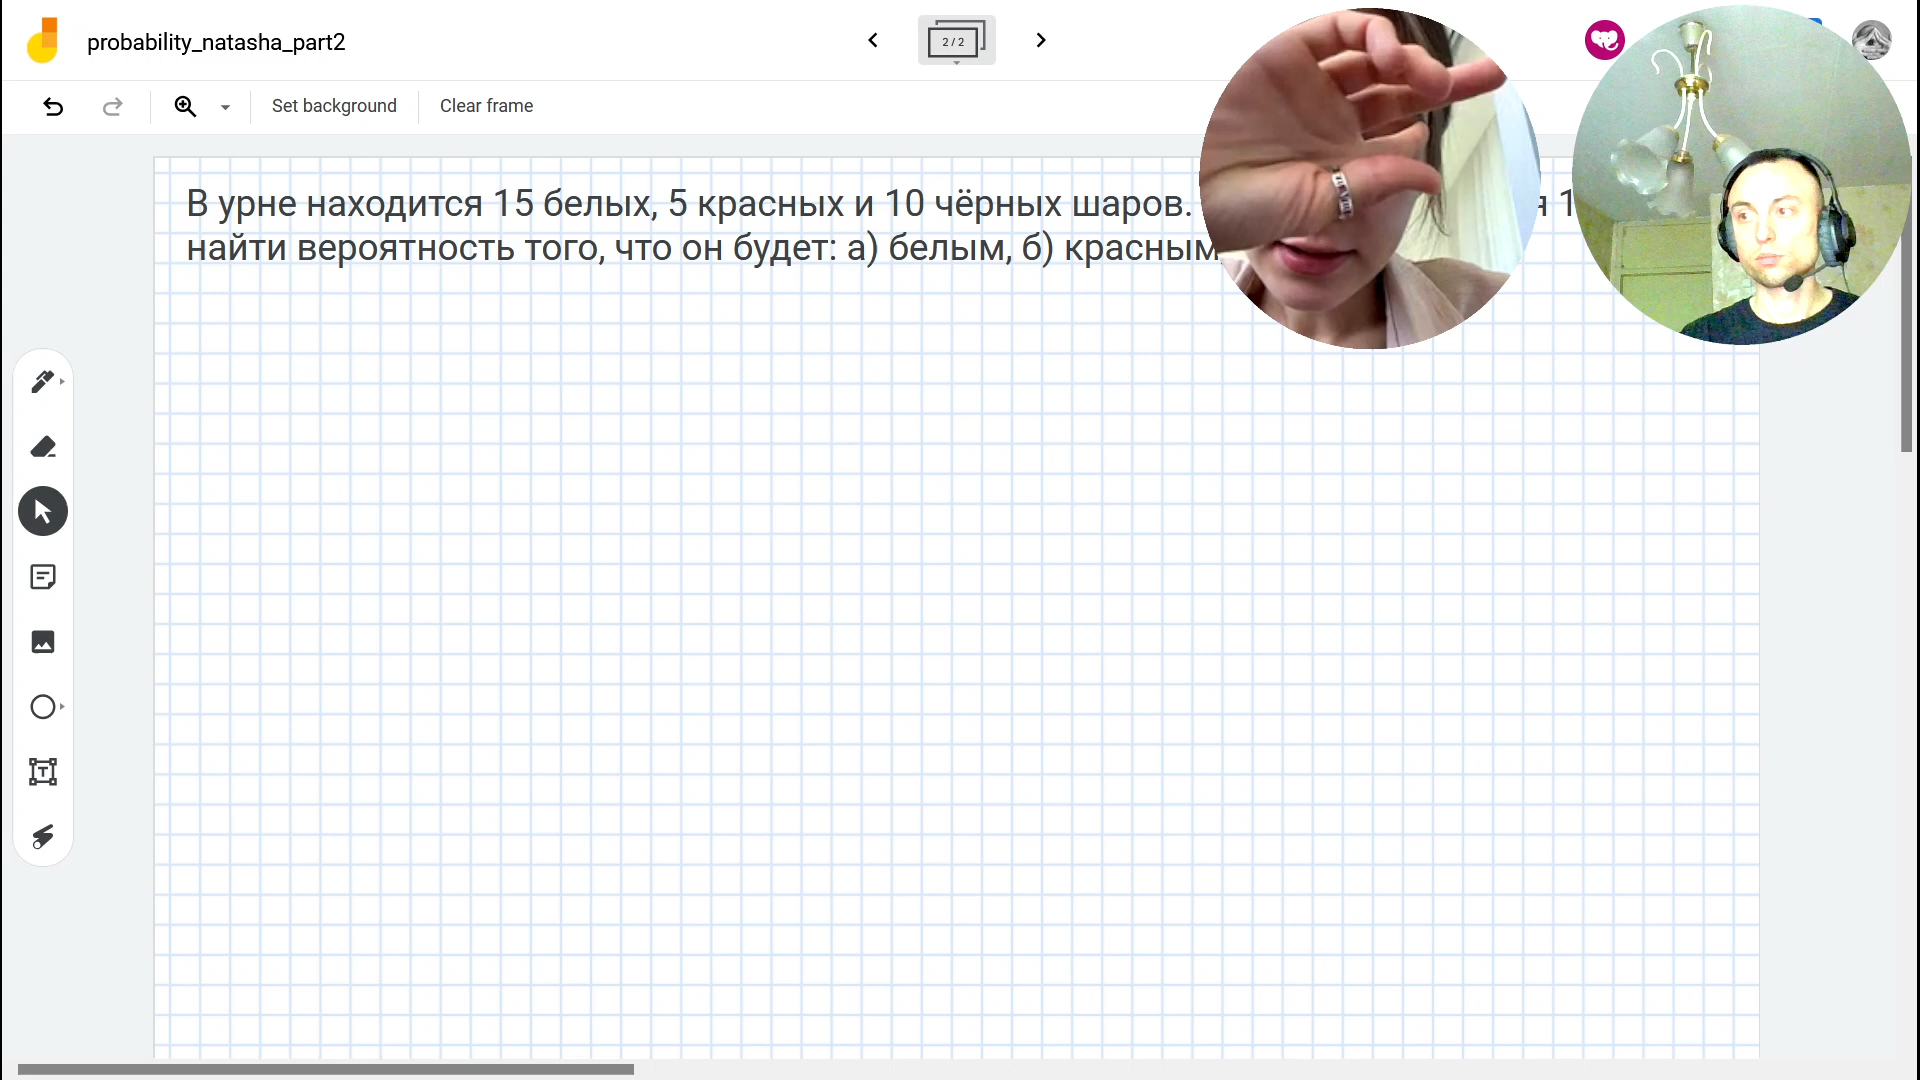 probability_natasha_part2
2 / 2
Set background
Clear frame
В урне находится 15 белых, 5 красных и 10 чёрных шаров. я 1
найти вероятность того, что он будет: а) белым, б) красным,